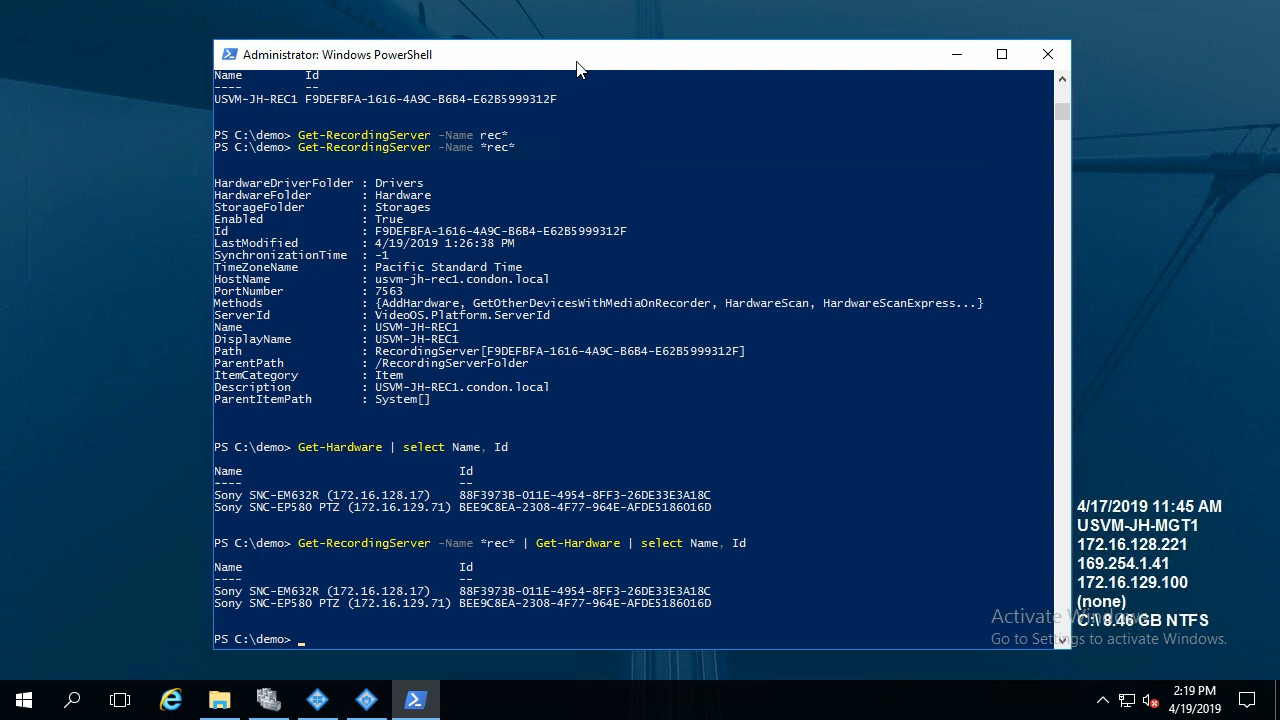 Administrator: Windows PowerShell
Name Id
---- --
USVM-JH-REC1 F9DEFBFA-1616-4A9C-B6B4-E62B5999312F
PS C:\demo> Get-RecordingServer -Name rec*
PS C:\demo> Get-RecordingServer -Name *rec*
HardwareDriverFolder : Drivers
HardwareFolder : Hardware
StorageFolder : Storages
Enabled : True
Id : F9DEFBFA-1616-4A9C-B6B4-E62B5999312F
LastModified : 4/19/2019 1:26:38 PM
SynchronizationTime : -1
TimeZoneName : Pacific Standard Time
HostName : usvm-jh-rec1.condon.local
PortNumber : 7563
Methods : {AddHardware, GetOtherDevicesWithMediaOnRecorder, HardwareScan, HardwareScanExpress...}
ServerId : VideoOS.Platform.ServerId
Name : USVM-JH-REC1
DisplayName : USVM-JH-REC1
Path : RecordingServer[F9DEFBFA-1616-4A9C-B6B4-E62B5999312F]
ParentPath : /RecordingServerFolder
ItemCategory : Item
Description : USVM-JH-REC1.condon.local
ParentItemPath : System[]
PS C:\demo> Get-Hardware | select Name, Id
Name Id
---- --
Sony SNC-EM632R (172.16.128.17) 88F3973B-011E-4954-8FF3-26DE33E3A18C
Sony SNC-EP580 PTZ (172.16.129.71) BEE9C8EA-2308-4F77-964E-AFDE5186016D
PS C:\demo> Get-RecordingServer -Name *rec* | Get-Hardware | select Name, Id
Name Id
---- --
Sony SNC-EM632R (172.16.128.17) 88F3973B-011E-4954-8FF3-26DE33E3A18C
Sony SNC-EP580 PTZ (172.16.129.71) BEE9C8EA-2308-4F77-964E-AFDE5186016D
PS C:\demo>
4/17/2019 11:45 AM
USVM-JH-MGT1
172.16.128.221
169.254.1.41
172.16.129.100
(none)
C:\ 8.46 GB NTFS
Activate Windows
Go to Settings to activate Windows.
2:19 PM
4/19/2019